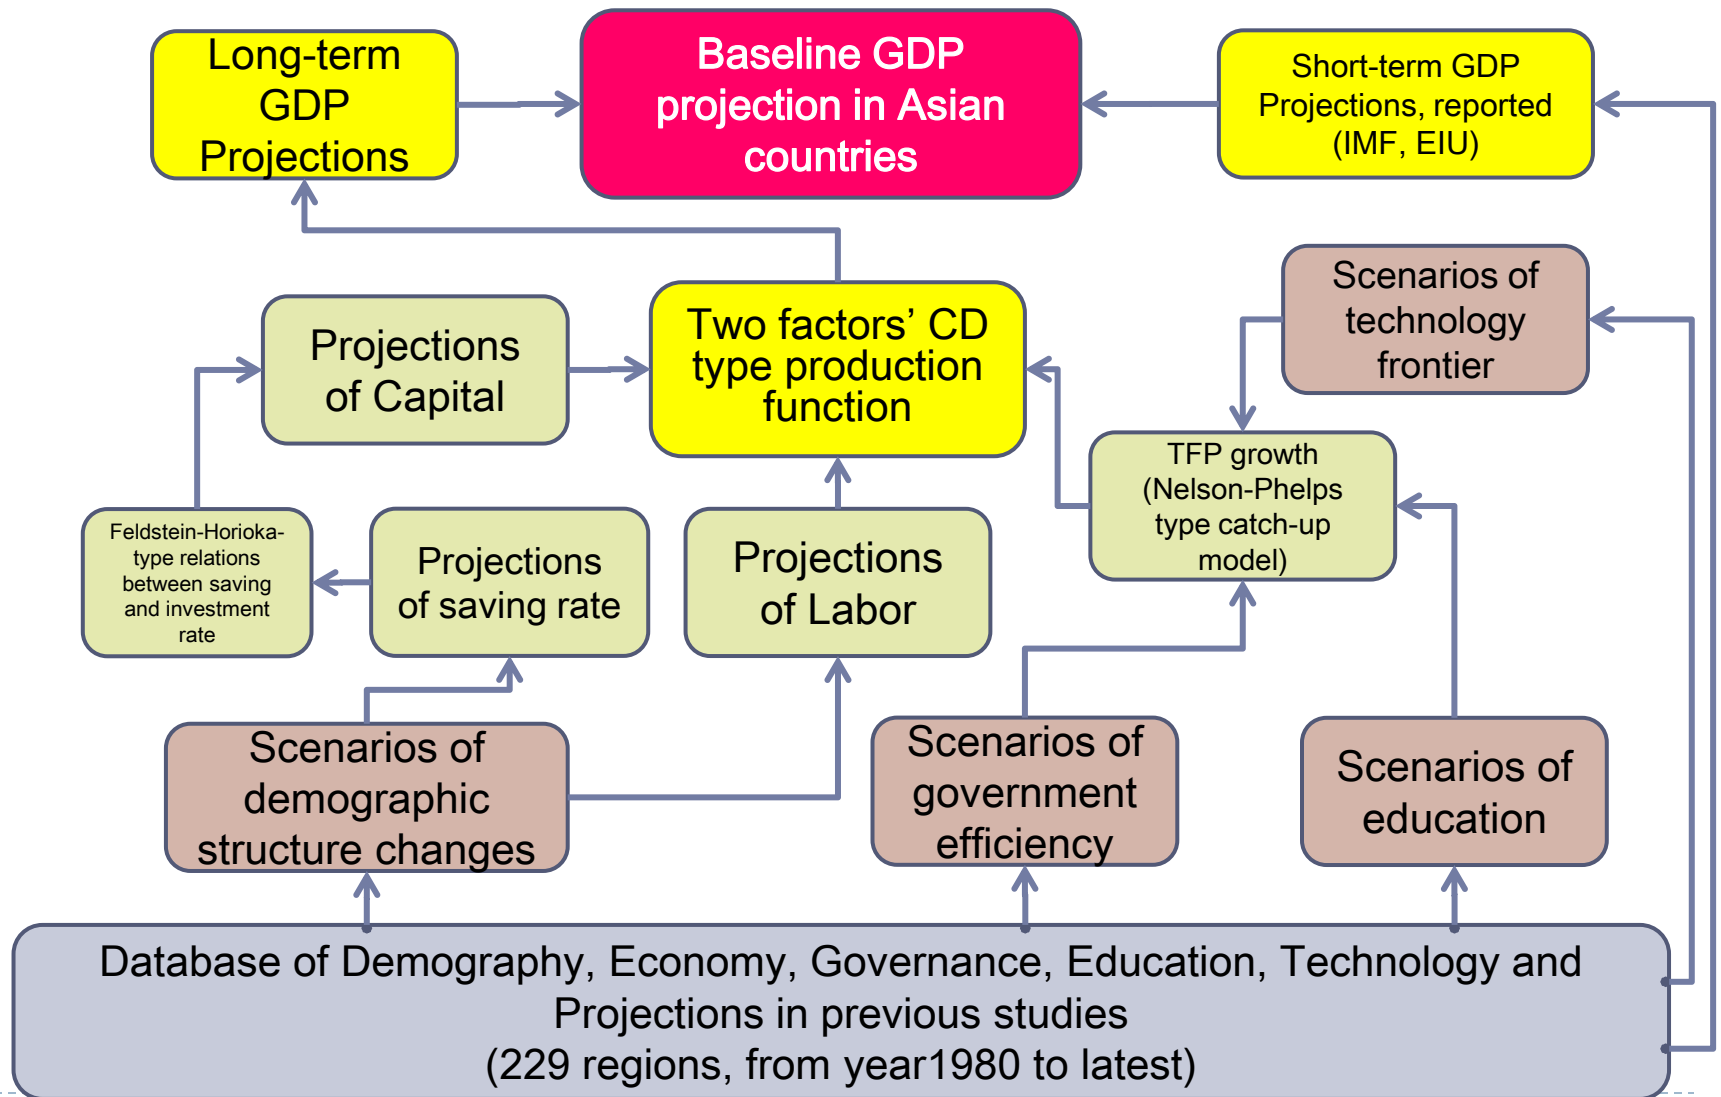 Long-term
GDP
Projections
Baseline GDP
projection in Asian
countries
Short-term GDP
Projections, reported
(IMF, EIU)
Scenarios of
technology
frontier
Projections
of Capital
Two factors’ CD
type production
function
TFP growth
(Nelson-Phelps
type catch-up
model)
Feldstein-Horioka-
type relations
between saving
and investment
rate
Projections
of saving rate
Projections
of Labor
Scenarios of
demographic
structure changes
Scenarios of
government
efficiency
Scenarios of
education
Database of Demography, Economy, Governance, Education, Technology and
Projections in previous studies
(229 regions, from year1980 to latest)